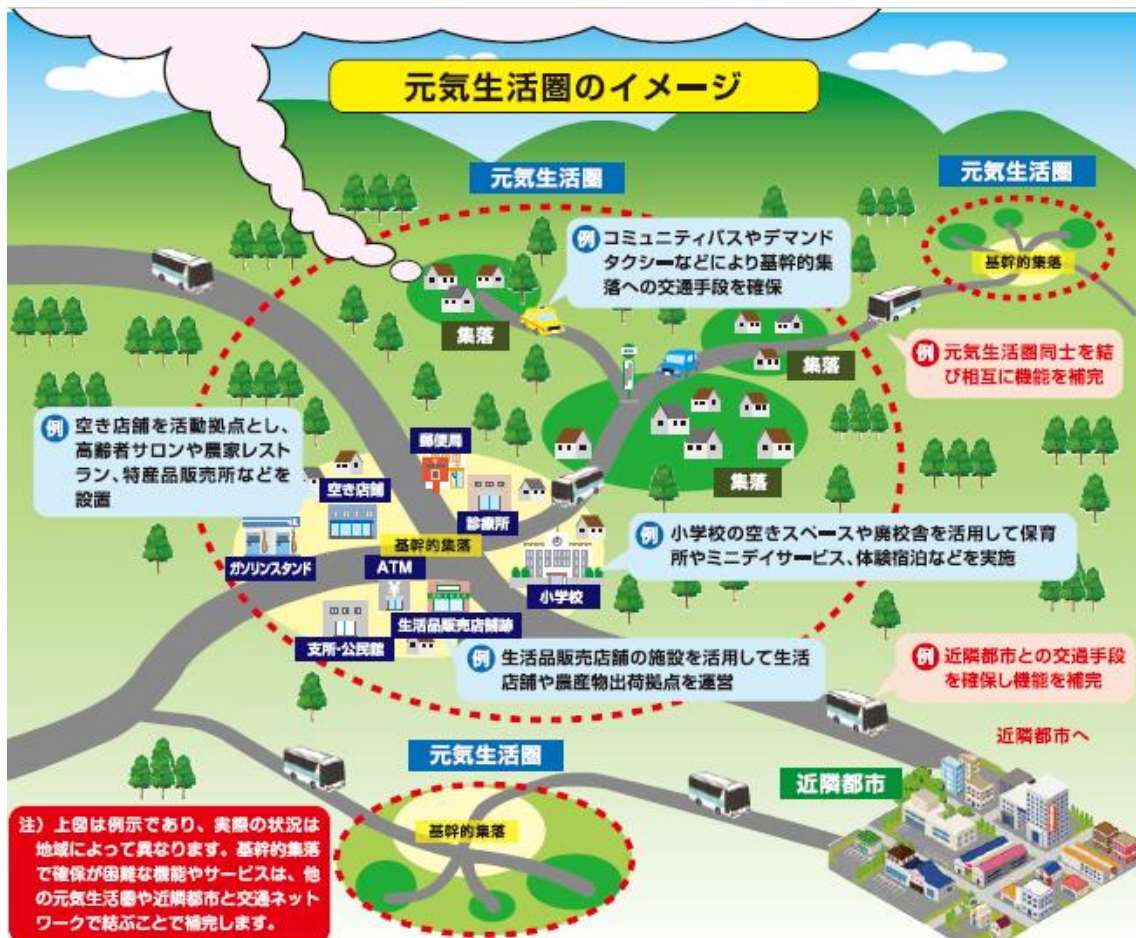 元気生活圏のイメージ
元気生活圏
元気生活圏
例 コミュニティバスやデマンド
タクシーなどにより基幹的集
落への交通手段を確保
基幹的集落
集落
集落
例 元気生活圏同士を結
び相互に機能を補完
例 空き店舗を活動拠点とし、
高齢者サロンや農家レスト
ラン、特産品販売所などを
設置
郵便局
空き店舗
集落
診療所
例 小学校の空きスペースや廃校舎を活用して保育
所やミニデイサービス、体験宿泊などを実施
基幹的集落
ガソリンスタンド
ATM
小学校
生活品販売店舗跡
支所・公民館
例 生活品販売店舗の施設を活用して生活
店舗や農産物出荷拠点を運営
例 近隣都市との交通手段
を確保し機能を補完
近隣都市へ
元気生活圏
近隣都市
基幹的集落
注）上図は例示であり、実際の状況は
地域によって異なります。基幹的集落
で確保が困難な機能やサービスは、他
の元気生活圏や近隣都市と交通ネット
ワークで結ぶことで補完します。